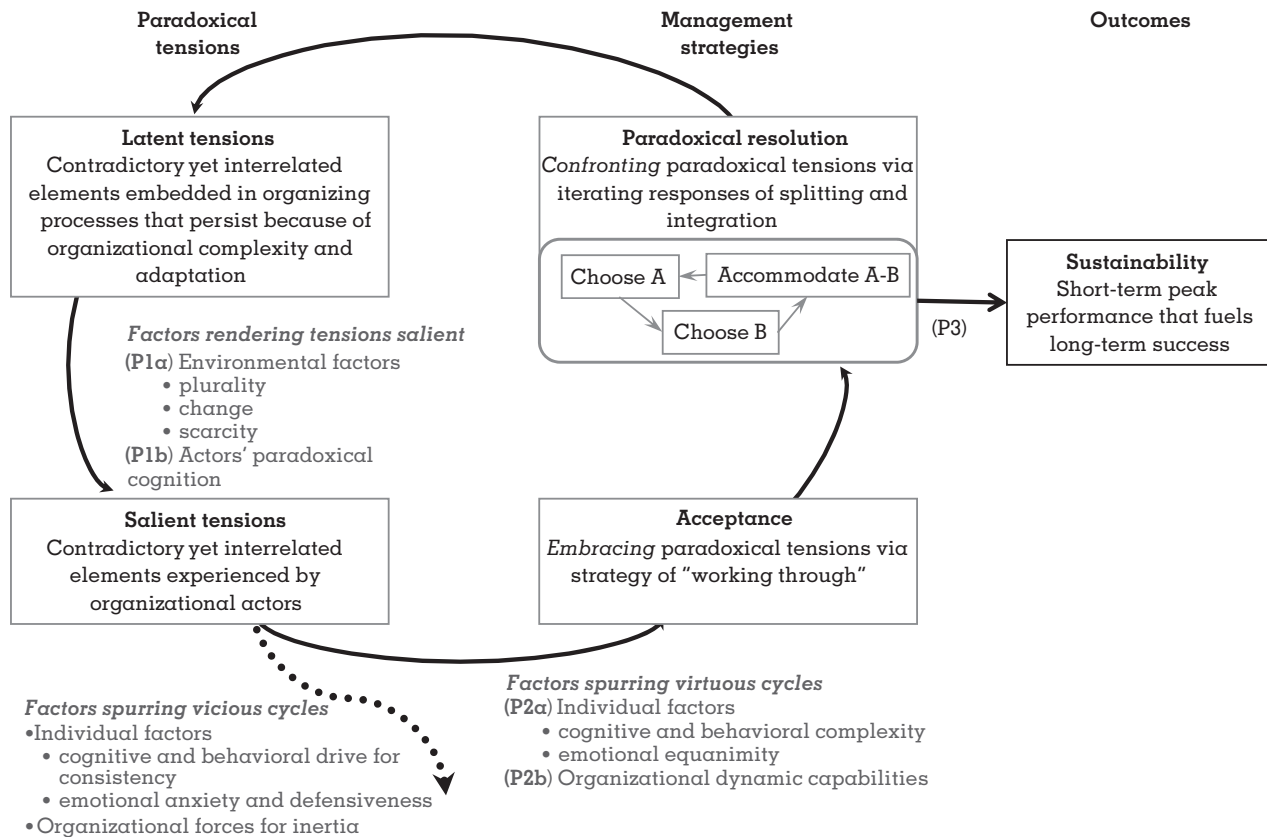 Paradoxical
tensions
Management
strategies
Outcomes
Latent tensions
Contradictory yet interrelated
elements embedded in organizing
processes that persist because of
organizational complexity and
adaptation
Paradoxical resolution
Confronting paradoxical tensions via
iterating responses of splitting and
integration
Choose A
Accommodate A-B
Choose B
(P3)
Sustainability
Short-term peak
performance that fuels
long-term success
Factors rendering tensions salient
(P1a) Environmental factors
• plurality
• change
• scarcity
(P1b) Actors' paradoxical
cognition
Salient tensions
Contradictory yet interrelated
elements experienced by
organizational actors
Acceptance
Embracing paradoxical tensions via
strategy of "working through"
Factors spurring vicious cycles
•Individual factors
• cognitive and behavioral drive for
consistency
• emotional anxiety and defensiveness
•Organizational forces for inertia
Factors spurring virtuous cycles
(P2a) Individual factors
• cognitive and behavioral complexity
• emotional equanimity
(P2b) Organizational dynamic capabilities